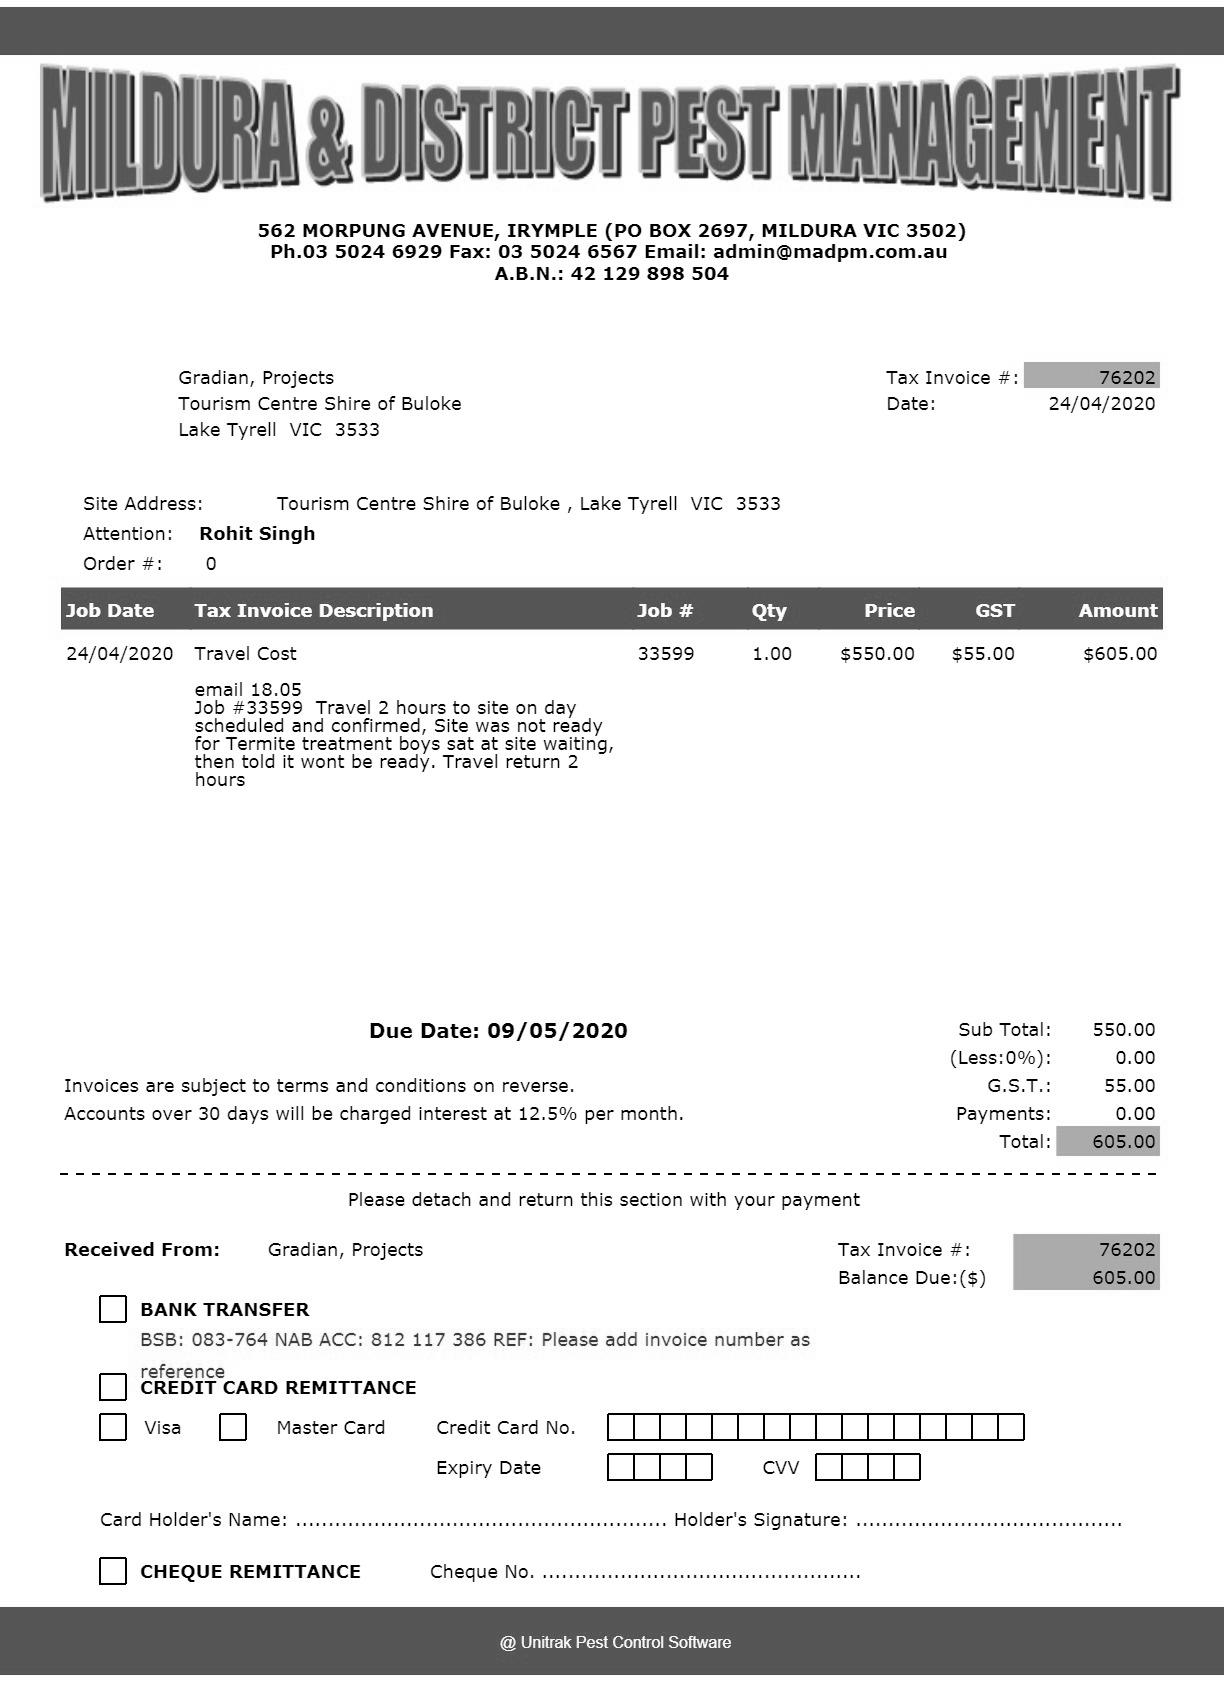 MILDURA & DISTRICT PEST MANAGEMENT
562 MORPUNG AVENUE, IRYMPLE (PO BOX 2697, MILDURA VIC 3502)
Ph.03 5024 6929 Fax: 03 5024 6567 Email: admin@madpm.com.au
A.B.N.: 42 129 898 504
Gradian, Projects
Tourism Centre Shire of Buloke
Lake Tyrell VIC 3533
Tax Invoice #: 76202
Date: 24/04/2020
Site Address: Tourism Centre Shire of Buloke , Lake Tyrell VIC 3533
Attention: Rohit Singh
Order #: 0
Job Date Tax Invoice Description Job # Qty Price GST Amount
24/04/2020 Travel Cost 33599 1.00 $550.00 $55.00 $605.00
email 18.05
Job #33599 Travel 2 hours to site on day
scheduled and confirmed, Site was not ready
for Termite treatment boys sat at site waiting,
then told it wont be ready. Travel return 2
hours
Due Date: 09/05/2020
Invoices are subject to terms and conditions on reverse.
Accounts over 30 days will be charged interest at 12.5% per month.
Sub Total: 550.00
(Less:0%): 0.00
G.S.T.: 55.00
Payments: 0.00
Total: 605.00
Please detach and return this section with your payment
Received From: Gradian, Projects
Tax Invoice #: 76202
Balance Due:($) 605.00
BANK TRANSFER
BSB: 083-764 NAB ACC: 812 117 386 REF: Please add invoice number as
reference
CREDIT CARD REMITTANCE
Visa Master Card Credit Card No.
Expiry Date CVV
Card Holder's Name: ......................................................... Holder's Signature: .........................................
CHEQUE REMITTANCE Cheque No. .................................................
@ Unitrak Pest Control Software